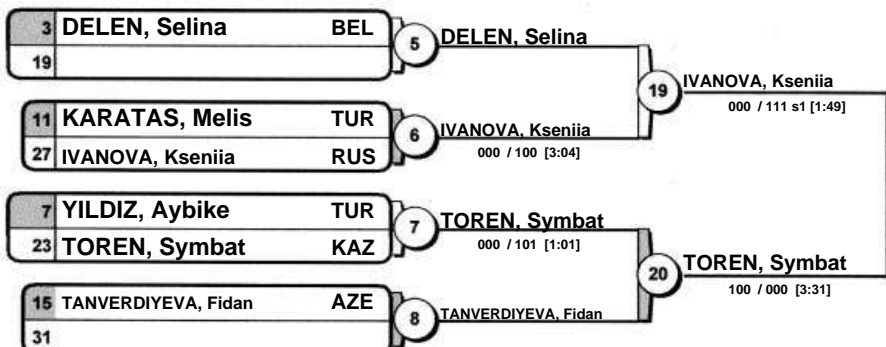 3 DELEN, Selina BEL
19
5
DELEN, Selina
11 KARATAS, Melis TUR
27 IVANOVA, Kseniia RUS
6
IVANOVA, Kseniia
000 / 100 [3:04]
19
IVANOVA, Kseniia
000 / 111 s1 [1:49]
7 YILDIZ, Aybike TUR
23 TOREN, Symbat KAZ
7
TOREN, Symbat
000 / 101 [1:01]
15 TANVERDIYEVA, Fidan AZE
31
8
TANVERDIYEVA, Fidan
20
TOREN, Symbat
100 / 000 [3:31]